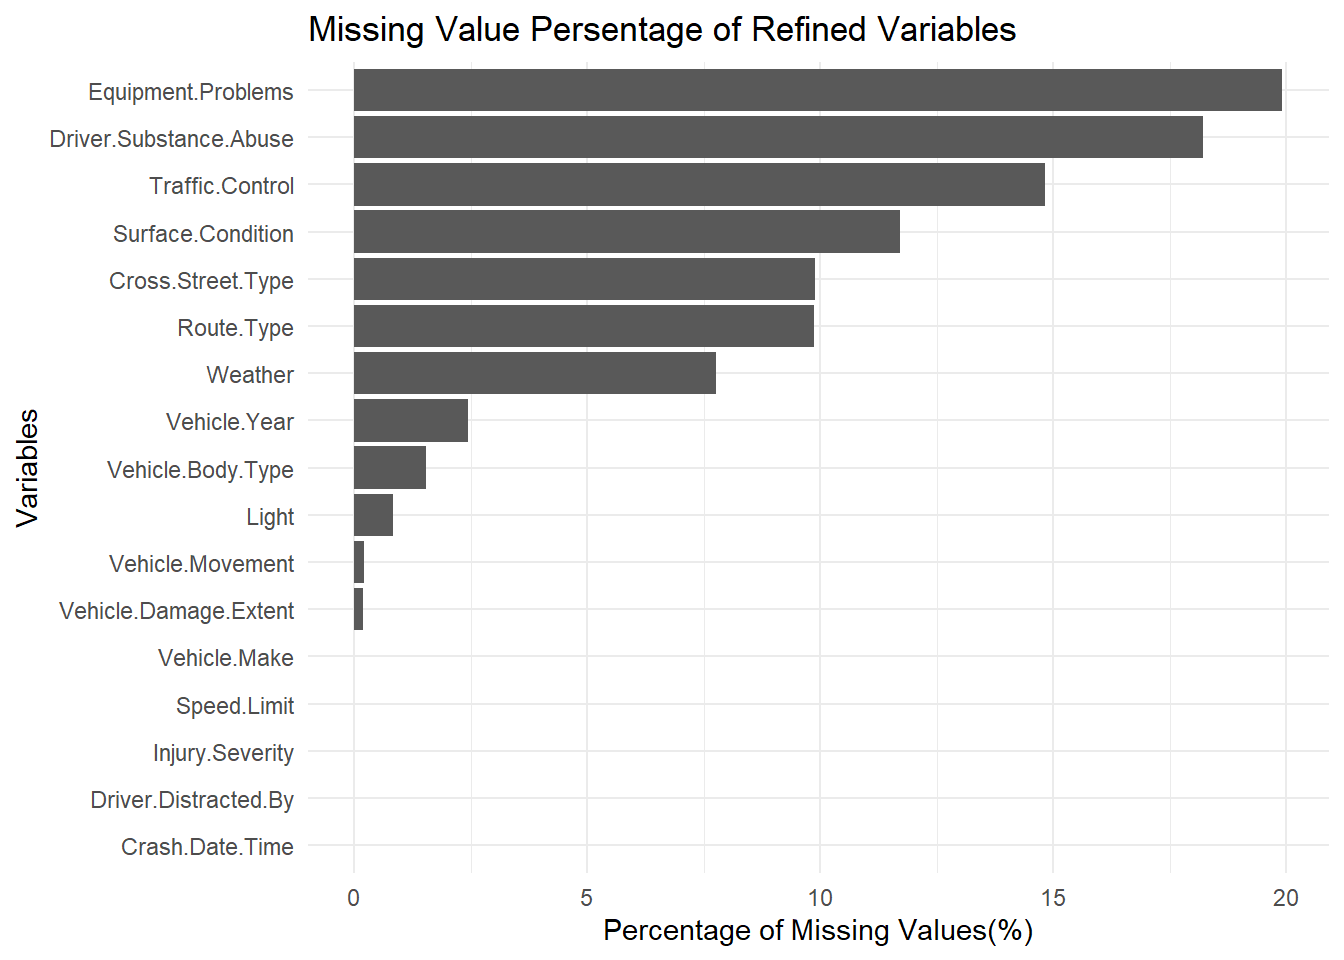 Missing Value Persentage of Refined Variables
Equipment.Problems
Driver.Substance.Abuse
Traffic.Control
Surface.Condition
Cross.Street.Type
Route.Type
Weather
Vehicle.Year
Vehicle.Body.Type
Light
Vehicle.Movement
Vehicle.Damage.Extent
Vehicle.Make
Speed.Limit
Injury.Severity
Driver.Distracted.By
Crash.Date.Time
Variables
0 5 10 15 20
Percentage of Missing Values(%)